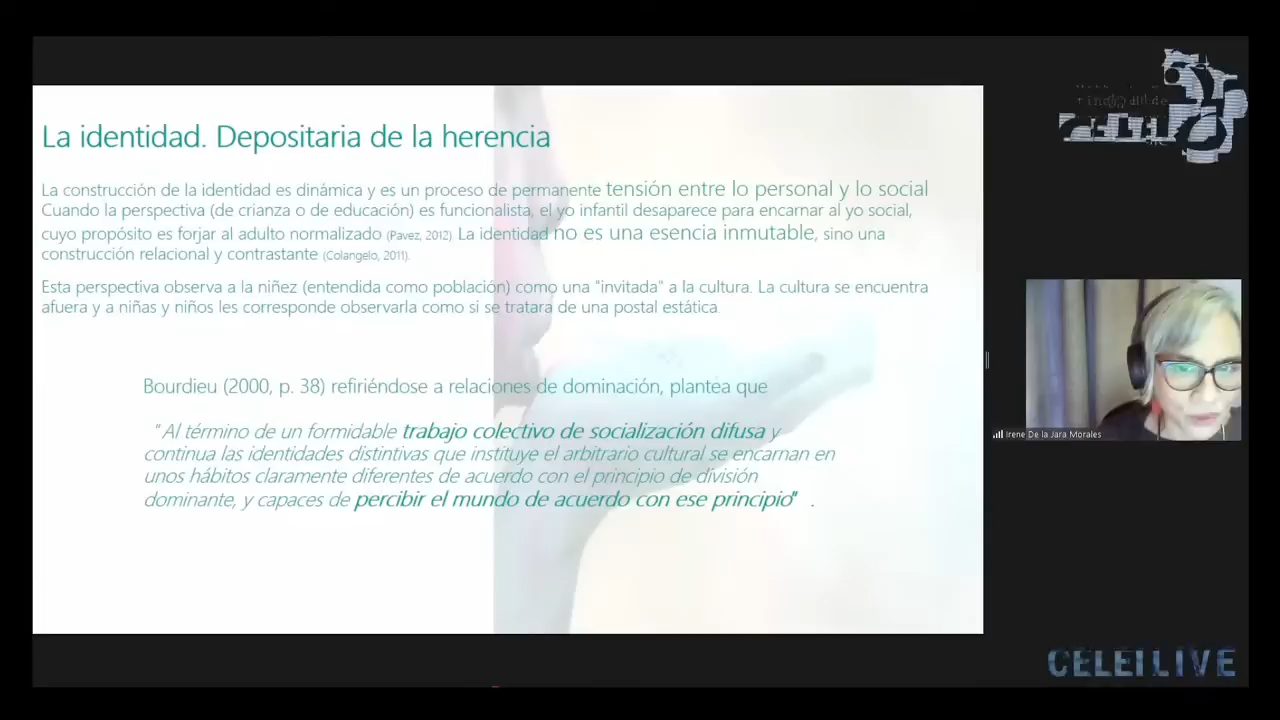 La identidad. Depositaria de la herencia
La construcción de la identidad es dinámica y es un proceso de permanente tensión entre lo personal y lo social
Cuando la perspectiva (de crianza o de educación) es funcionalista, el yo infantil desaparece para encarnar al yo social,
cuyo propósito es forjar al adulto normalizado (Pavez, 2012). La identidad no es una esencia inmutable, sino una
construcción relacional y contrastante (Colangelo, 2011).
Esta perspectiva observa a la niñez (entendida como población) como una "invitada" a la cultura. La cultura se encuentra
afuera y a niñas y niños les corresponde observarla como si se tratara de una postal estática.
Bourdieu (2000, p. 38) refiriéndose a relaciones de dominación, plantea que
"Al término de un formidable trabajo colectivo de socialización difusa y
continua las identidades distintivas que instituye el arbitrario cultural se encarnan en
unos hábitos claramente diferentes de acuerdo con el principio de división
dominante, y capaces de percibir el mundo de acuerdo con ese principio" .
Irene De la Jara Morales
CELEI LIVE